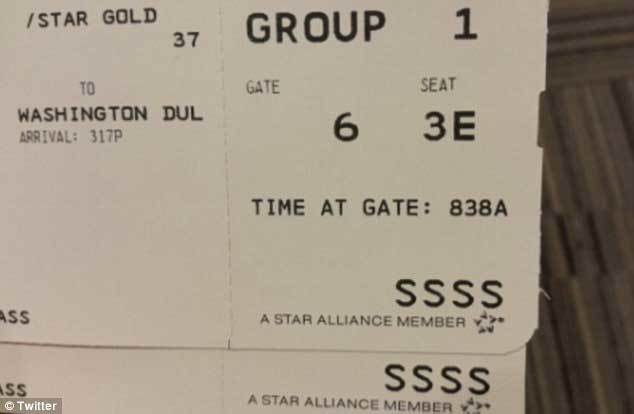 /STAR GOLD
37
TO
WASHINGTON DUL
ARRIVAL: 317P
ASS
GROUP 1
GATE SEAT
6 3E
TIME AT GATE: 838A
SSSS
A STAR ALLIANCE MEMBER
ASS
SSSS
A STAR ALLIANCE MEMBER
© Twitter